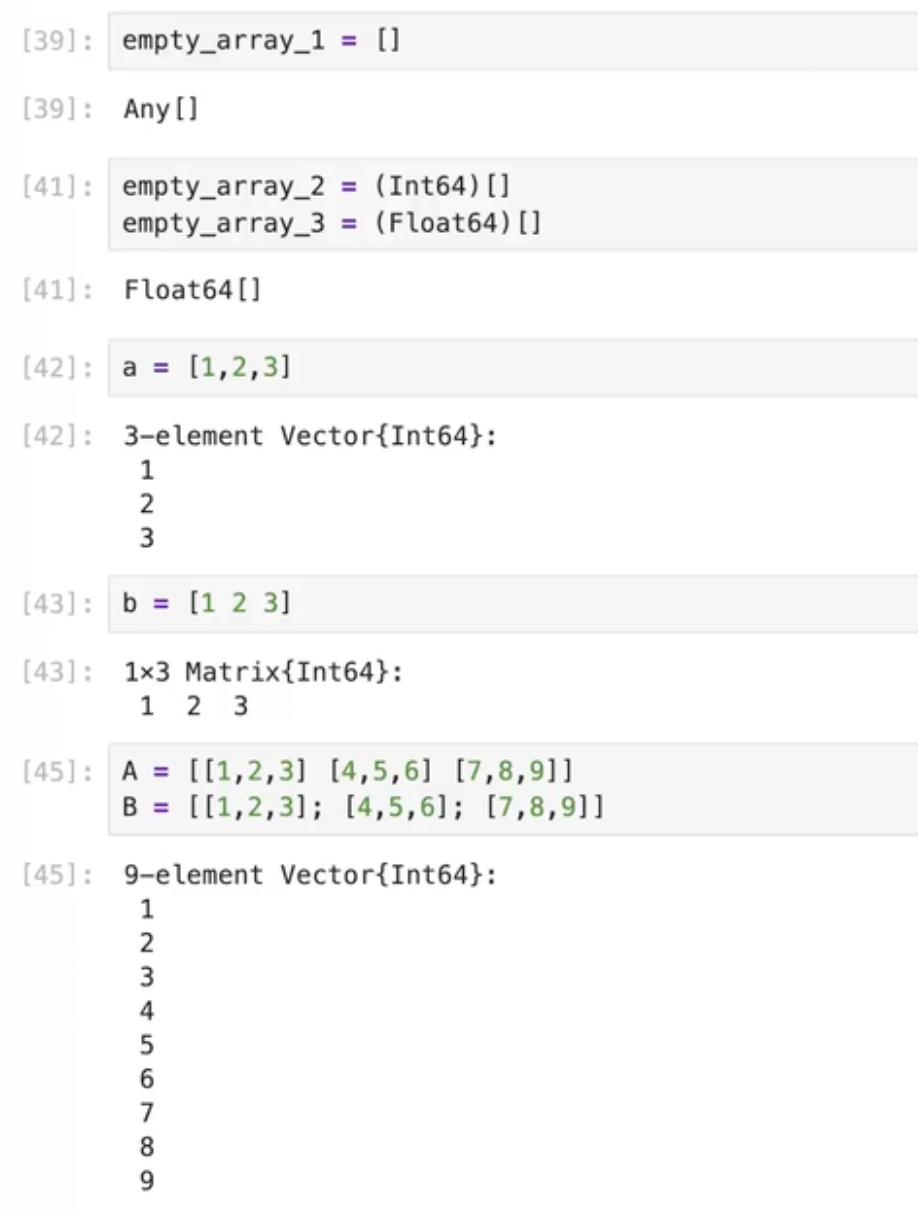 [39]: empty_array_1 = []
[39]: Any[]
[41]: empty_array_2 = (Int64)[]
empty_array_3 = (Float64)[]
[41]: Float64[]
[42]: a = [1,2,3]
[42]: 3-element Vector{Int64}:
1
2
3
[43]: b = [1 2 3]
[43]: 1×3 Matrix{Int64}:
1 2 3
[45]: A = [[1,2,3] [4,5,6] [7,8,9]]
B = [[1,2,3]; [4,5,6]; [7,8,9]]
[45]: 9-element Vector{Int64}:
1
2
3
4
5
6
7
8
9